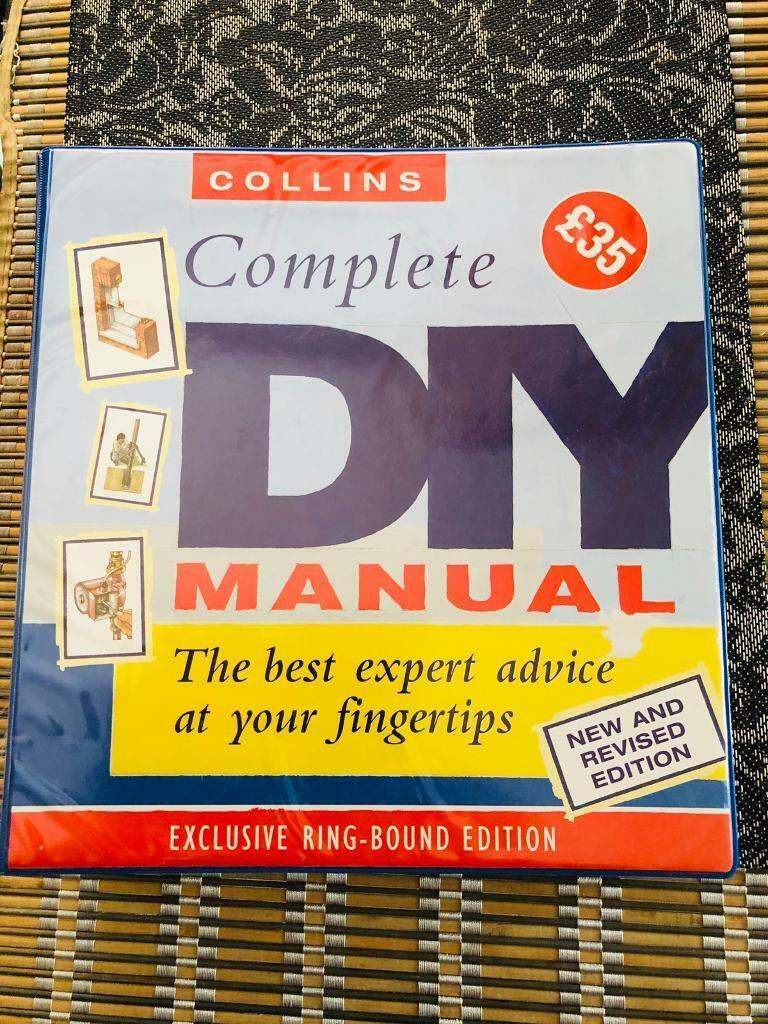 COLLINS
Complete
£35
DIY
MANUAL
The best expert advice
at your fingertips
NEW AND
REVISED
EDITION
EXCLUSIVE RING-BOUND EDITION